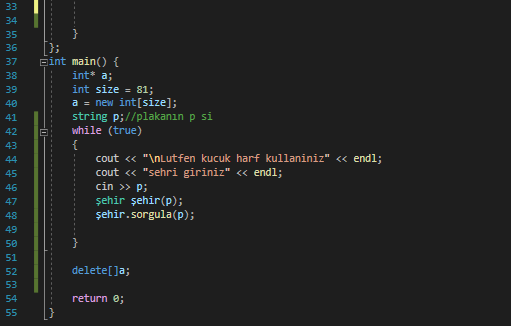 33
34
35 }
36 };
37 int main() {
38 int* a;
39 int size = 81;
40 a = new int[size];
41 string p;//plakanın p si
42 while (true)
43 {
44 cout << "\nLutfen kucuk harf kullaniniz" << endl;
45 cout << "sehri giriniz" << endl;
46 cin >> p;
47 şehir şehir(p);
48 şehir.sorgula(p);
49
50 }
51
52 delete[]a;
53
54 return 0;
55 }